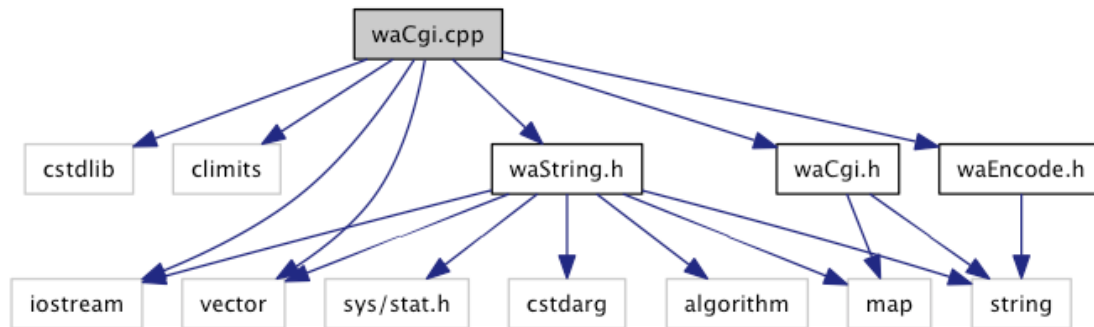 waCgi.cpp
cstdlib
climits
waString.h
waCgi.h
waEncode.h
iostream
vector
sys/stat.h
cstdarg
algorithm
map
string